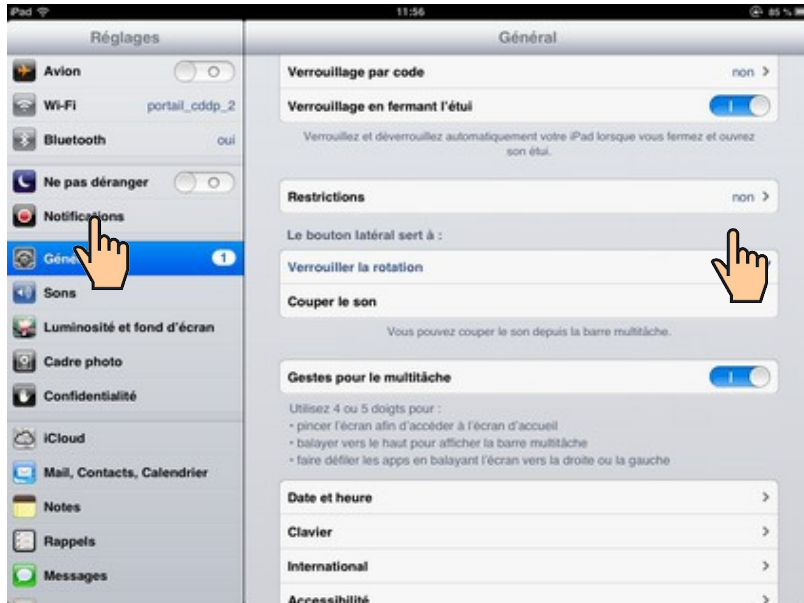 iPad 11:56 85 %
Réglages
Avion
Wi-Fi portail_cddp_2
Bluetooth oui
Ne pas déranger
Notifications
1
Sons
Luminosité et fond d'écran
Cadre photo
Confidentialité
iCloud
Mail, Contacts, Calendrier
Notes
Rappels
Messages
Général
Verrouillage par code non
Verrouillage en fermant l'étui
Verrouillez et déverrouillez automatiquement votre iPad lorsque vous fermez et ouvrez
son étui.
Restrictions non
Le bouton latéral sert à :
Verrouiller la rotation
Couper le son
Vous pouvez couper le son depuis la barre multitâche.
Gestes pour le multitâche
Utilisez 4 ou 5 doigts pour :
• pincer l'écran afin d'accéder à l'écran d'accueil
• balayer vers le haut pour afficher la barre multitâche
• faire défiler les apps en balayant l'écran vers la droite ou la gauche
Date et heure
Clavier
International
Accessibilité